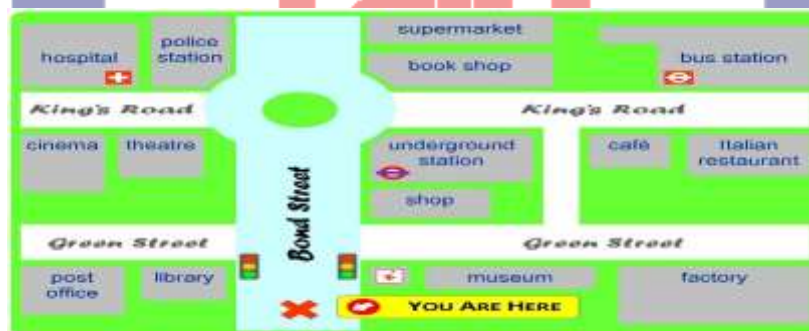 supermarket
police
station
hospital
bus station
book shop
King's Road
King's Road
cinema
theatre
underground
station
café
Italian
restaurant
shop
Bond Street
Green Street
Green Street
post
office
library
museum
factory
YOU ARE HERE